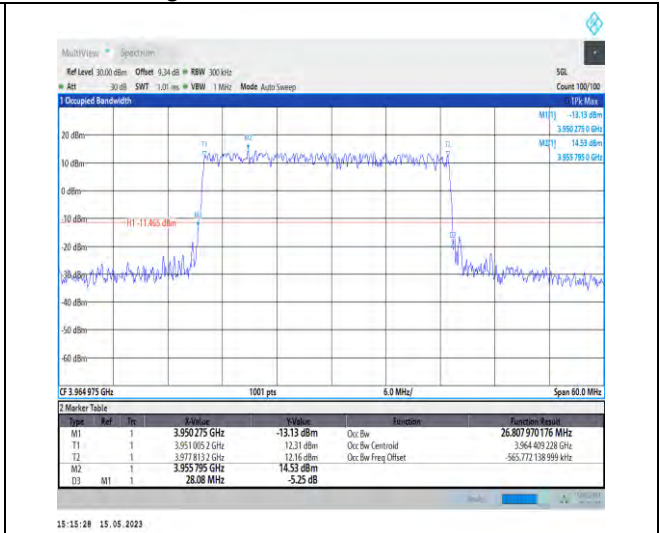 MultiView Spectrum
Ref Level 30.00 dBm Offset 9.34 dB RBW 300 kHz SGL
Att 30 dB SWT 1.01 ms VBW 1 MHz Mode Auto Sweep Count 100/100
1 Occupied Bandwidth 1Pk Max
M1[1] -13.13 dBm
3.950 275 0 GHz
M2[1] 14.53 dBm
3.955 795 0 GHz
20 dBm
T1 M2 T2
10 dBm
0 dBm
-10 dBm
H1 -11.465 dBm
M1
-20 dBm
D3
-30 dBm
-40 dBm
-50 dBm
-60 dBm
CF 3.964 975 GHz 1001 pts 6.0 MHz/ Span 60.0 MHz
2 Marker Table
Type Ref Trc X-Value Y-Value Function Function Result
M1 1 3.950 275 GHz -13.13 dBm Occ Bw 26.807 970 176 MHz
T1 1 3.951 005 2 GHz 12.31 dBm Occ Bw Centroid 3.964 409 228 GHz
T2 1 3.977 813 2 GHz 12.16 dBm Occ Bw Freq Offset -565.772 138 999 kHz
M2 1 3.955 795 GHz 14.53 dBm
D3 M1 1 28.08 MHz -5.25 dB
15:15:28 15.05.2023